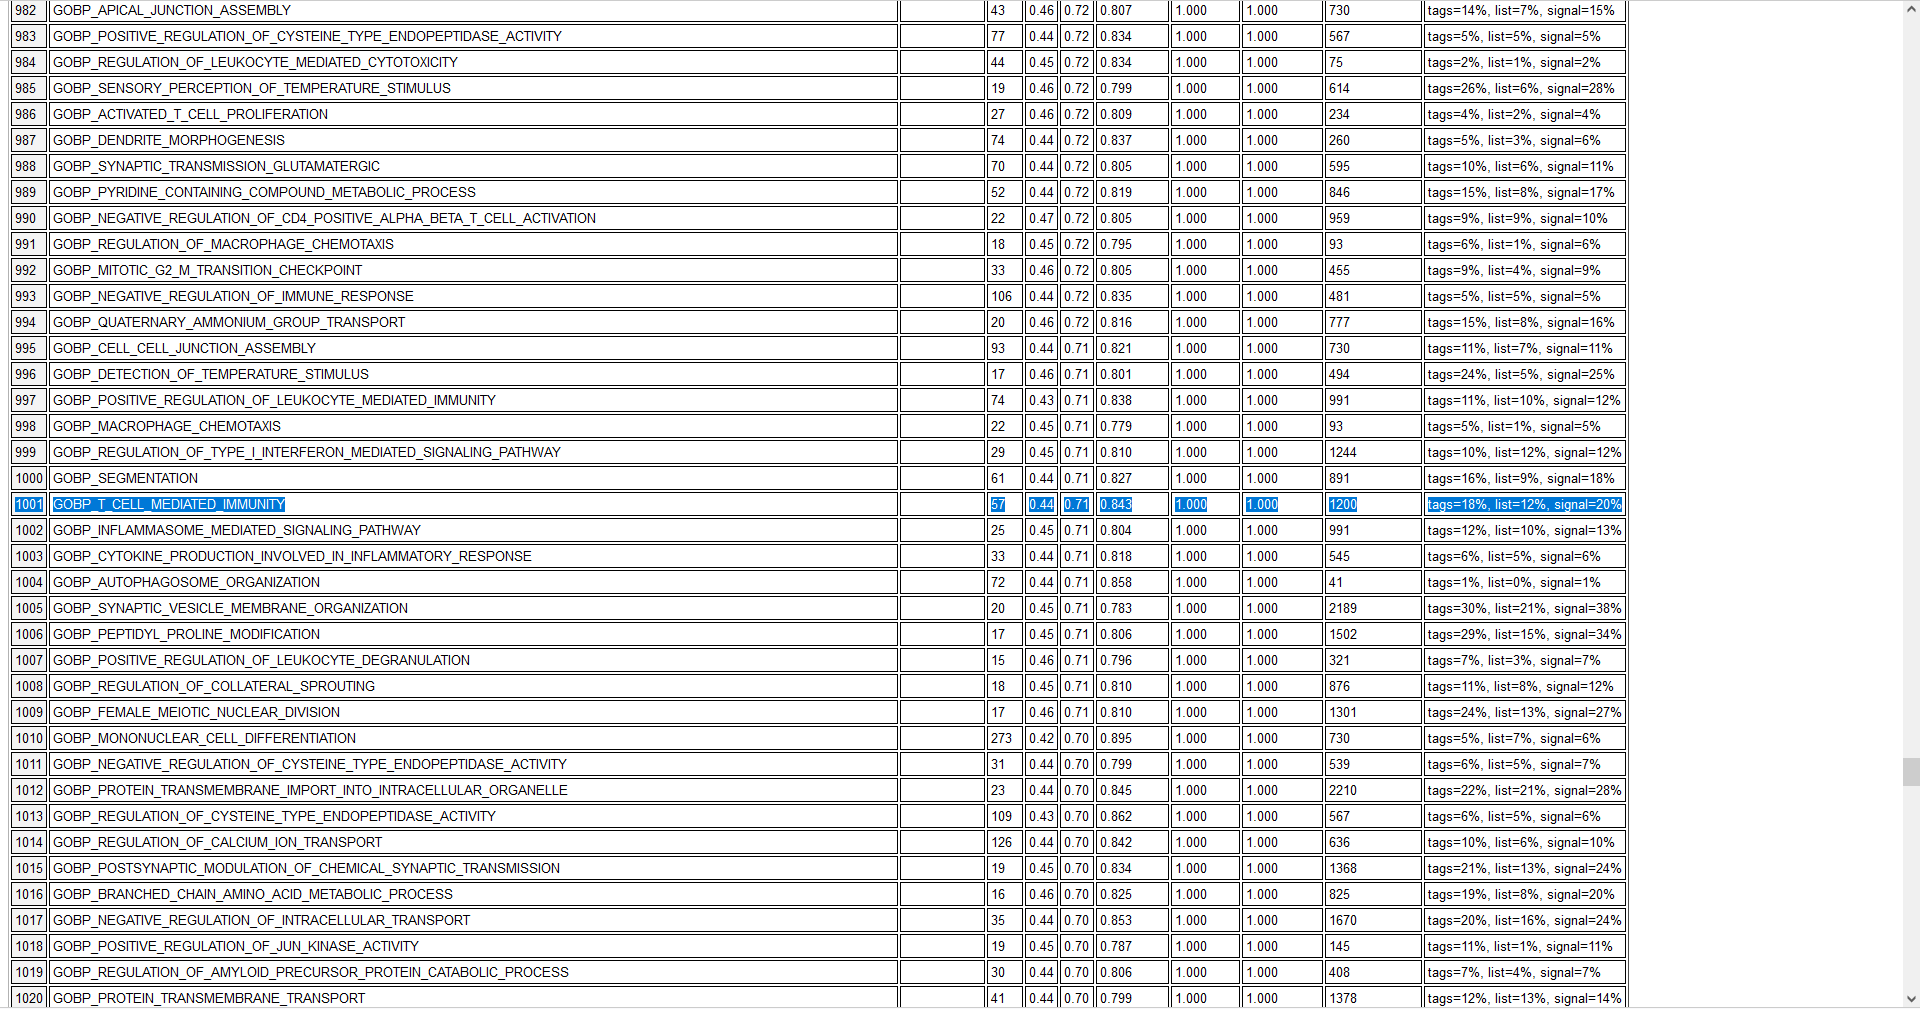 982 GOBP_APICAL_JUNCTION_ASSEMBLY 43 0.46 0.72 0.807 1.000 1.000 730 tags=14%, list=7%, signal=15%
983 GOBP_POSITIVE_REGULATION_OF_CYSTEINE_TYPE_ENDOPEPTIDASE_ACTIVITY 77 0.44 0.72 0.834 1.000 1.000 567 tags=5%, list=5%, signal=5%
984 GOBP_REGULATION_OF_LEUKOCYTE_MEDIATED_CYTOTOXICITY 44 0.45 0.72 0.834 1.000 1.000 75 tags=2%, list=1%, signal=2%
985 GOBP_SENSORY_PERCEPTION_OF_TEMPERATURE_STIMULUS 19 0.46 0.72 0.799 1.000 1.000 614 tags=26%, list=6%, signal=28%
986 GOBP_ACTIVATED_T_CELL_PROLIFERATION 27 0.46 0.72 0.809 1.000 1.000 234 tags=4%, list=2%, signal=4%
987 GOBP_DENDRITE_MORPHOGENESIS 74 0.44 0.72 0.837 1.000 1.000 260 tags=5%, list=3%, signal=6%
988 GOBP_SYNAPTIC_TRANSMISSION_GLUTAMATERGIC 70 0.44 0.72 0.805 1.000 1.000 595 tags=10%, list=6%, signal=11%
989 GOBP_PYRIDINE_CONTAINING_COMPOUND_METABOLIC_PROCESS 52 0.44 0.72 0.819 1.000 1.000 846 tags=15%, list=8%, signal=17%
990 GOBP_NEGATIVE_REGULATION_OF_CD4_POSITIVE_ALPHA_BETA_T_CELL_ACTIVATION 22 0.47 0.72 0.805 1.000 1.000 959 tags=9%, list=9%, signal=10%
991 GOBP_REGULATION_OF_MACROPHAGE_CHEMOTAXIS 18 0.45 0.72 0.795 1.000 1.000 93 tags=6%, list=1%, signal=6%
992 GOBP_MITOTIC_G2_M_TRANSITION_CHECKPOINT 33 0.46 0.72 0.805 1.000 1.000 455 tags=9%, list=4%, signal=9%
993 GOBP_NEGATIVE_REGULATION_OF_IMMUNE_RESPONSE 106 0.44 0.72 0.835 1.000 1.000 481 tags=5%, list=5%, signal=5%
994 GOBP_QUATERNARY_AMMONIUM_GROUP_TRANSPORT 20 0.46 0.72 0.816 1.000 1.000 777 tags=15%, list=8%, signal=16%
995 GOBP_CELL_CELL_JUNCTION_ASSEMBLY 93 0.44 0.71 0.821 1.000 1.000 730 tags=11%, list=7%, signal=11%
996 GOBP_DETECTION_OF_TEMPERATURE_STIMULUS 17 0.46 0.71 0.801 1.000 1.000 494 tags=24%, list=5%, signal=25%
997 GOBP_POSITIVE_REGULATION_OF_LEUKOCYTE_MEDIATED_IMMUNITY 74 0.43 0.71 0.838 1.000 1.000 991 tags=11%, list=10%, signal=12%
998 GOBP_MACROPHAGE_CHEMOTAXIS 22 0.45 0.71 0.779 1.000 1.000 93 tags=5%, list=1%, signal=5%
999 GOBP_REGULATION_OF_TYPE_I_INTERFERON_MEDIATED_SIGNALING_PATHWAY 29 0.45 0.71 0.810 1.000 1.000 1244 tags=10%, list=12%, signal=12%
1000 GOBP_SEGMENTATION 61 0.44 0.71 0.827 1.000 1.000 891 tags=16%, list=9%, signal=18%
1001 GOBP_T_CELL_MEDIATED_IMMUNITY 57 0.44 0.71 0.843 1.000 1.000 1200 tags=18%, list=12%, signal=20%
1002 GOBP_INFLAMMASOME_MEDIATED_SIGNALING_PATHWAY 25 0.45 0.71 0.804 1.000 1.000 991 tags=12%, list=10%, signal=13%
1003 GOBP_CYTOKINE_PRODUCTION_INVOLVED_IN_INFLAMMATORY_RESPONSE 33 0.44 0.71 0.818 1.000 1.000 545 tags=6%, list=5%, signal=6%
1004 GOBP_AUTOPHAGOSOME_ORGANIZATION 72 0.44 0.71 0.858 1.000 1.000 41 tags=1%, list=0%, signal=1%
1005 GOBP_SYNAPTIC_VESICLE_MEMBRANE_ORGANIZATION 20 0.45 0.71 0.783 1.000 1.000 2189 tags=30%, list=21%, signal=38%
1006 GOBP_PEPTIDYL_PROLINE_MODIFICATION 17 0.45 0.71 0.806 1.000 1.000 1502 tags=29%, list=15%, signal=34%
1007 GOBP_POSITIVE_REGULATION_OF_LEUKOCYTE_DEGRANULATION 15 0.46 0.71 0.796 1.000 1.000 321 tags=7%, list=3%, signal=7%
1008 GOBP_REGULATION_OF_COLLATERAL_SPROUTING 18 0.45 0.71 0.810 1.000 1.000 876 tags=11%, list=8%, signal=12%
1009 GOBP_FEMALE_MEIOTIC_NUCLEAR_DIVISION 17 0.46 0.71 0.810 1.000 1.000 1301 tags=24%, list=13%, signal=27%
1010 GOBP_MONONUCLEAR_CELL_DIFFERENTIATION 273 0.42 0.70 0.895 1.000 1.000 730 tags=5%, list=7%, signal=6%
1011 GOBP_NEGATIVE_REGULATION_OF_CYSTEINE_TYPE_ENDOPEPTIDASE_ACTIVITY 31 0.44 0.70 0.799 1.000 1.000 539 tags=6%, list=5%, signal=7%
1012 GOBP_PROTEIN_TRANSMEMBRANE_IMPORT_INTO_INTRACELLULAR_ORGANELLE 23 0.44 0.70 0.845 1.000 1.000 2210 tags=22%, list=21%, signal=28%
1013 GOBP_REGULATION_OF_CYSTEINE_TYPE_ENDOPEPTIDASE_ACTIVITY 109 0.43 0.70 0.862 1.000 1.000 567 tags=6%, list=5%, signal=6%
1014 GOBP_REGULATION_OF_CALCIUM_ION_TRANSPORT 126 0.44 0.70 0.842 1.000 1.000 636 tags=10%, list=6%, signal=10%
1015 GOBP_POSTSYNAPTIC_MODULATION_OF_CHEMICAL_SYNAPTIC_TRANSMISSION 19 0.45 0.70 0.834 1.000 1.000 1368 tags=21%, list=13%, signal=24%
1016 GOBP_BRANCHED_CHAIN_AMINO_ACID_METABOLIC_PROCESS 16 0.46 0.70 0.825 1.000 1.000 825 tags=19%, list=8%, signal=20%
1017 GOBP_NEGATIVE_REGULATION_OF_INTRACELLULAR_TRANSPORT 35 0.44 0.70 0.853 1.000 1.000 1670 tags=20%, list=16%, signal=24%
1018 GOBP_POSITIVE_REGULATION_OF_JUN_KINASE_ACTIVITY 19 0.45 0.70 0.787 1.000 1.000 145 tags=11%, list=1%, signal=11%
1019 GOBP_REGULATION_OF_AMYLOID_PRECURSOR_PROTEIN_CATABOLIC_PROCESS 30 0.44 0.70 0.806 1.000 1.000 408 tags=7%, list=4%, signal=7%
1020 GOBP_PROTEIN_TRANSMEMBRANE_TRANSPORT 41 0.44 0.70 0.799 1.000 1.000 1378 tags=12%, list=13%, signal=14%